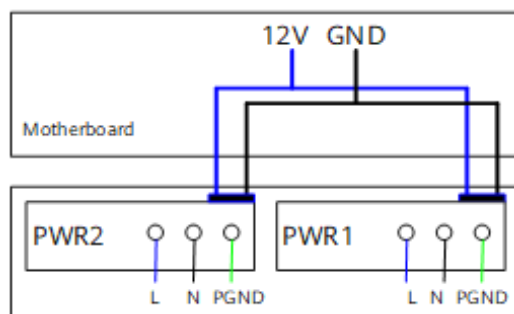 12V GND
Motherboard
PWR2 PWR1
L N PGND L N PGND